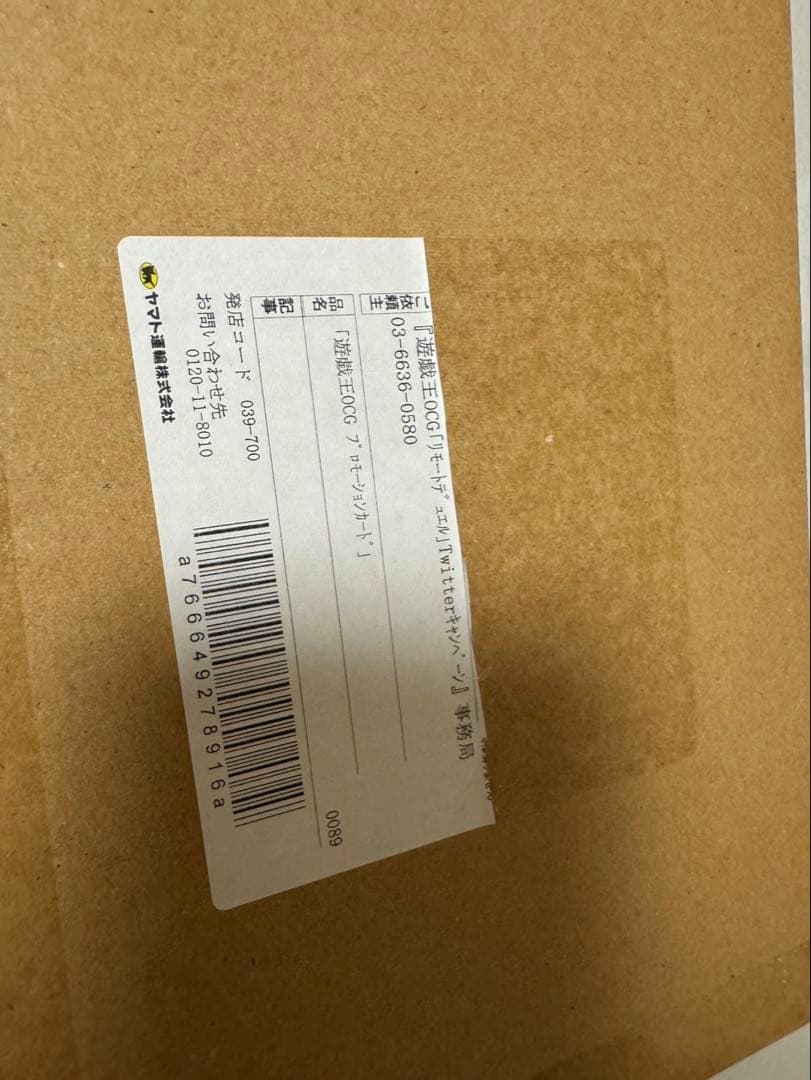 ご依頼主
『遊戯王OCG｢ﾘﾓｰﾄﾃﾞｭｴﾙ｣Twitterｷｬﾝﾍﾟｰﾝ』 事務局
03-6636-0580
品名
｢遊戯王OCG ﾌﾟﾛﾓｰｼｮﾝｶｰﾄﾞ｣
0089
記事
発店コード 039-700
お問い合わせ先
0120-11-8010
a766649278916a
ヤマト運輸株式会社